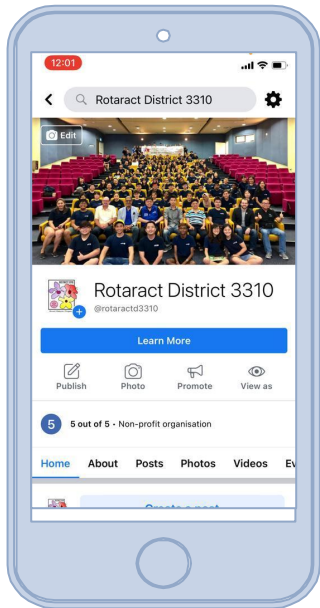 12:01
Rotaract District 3310
Edit
Rotaract District 3310
@rotaractd3310
Learn More
Publish Photo Promote View as
5 5 out of 5 · Non-profit organisation
Home About Posts Photos Videos Ev